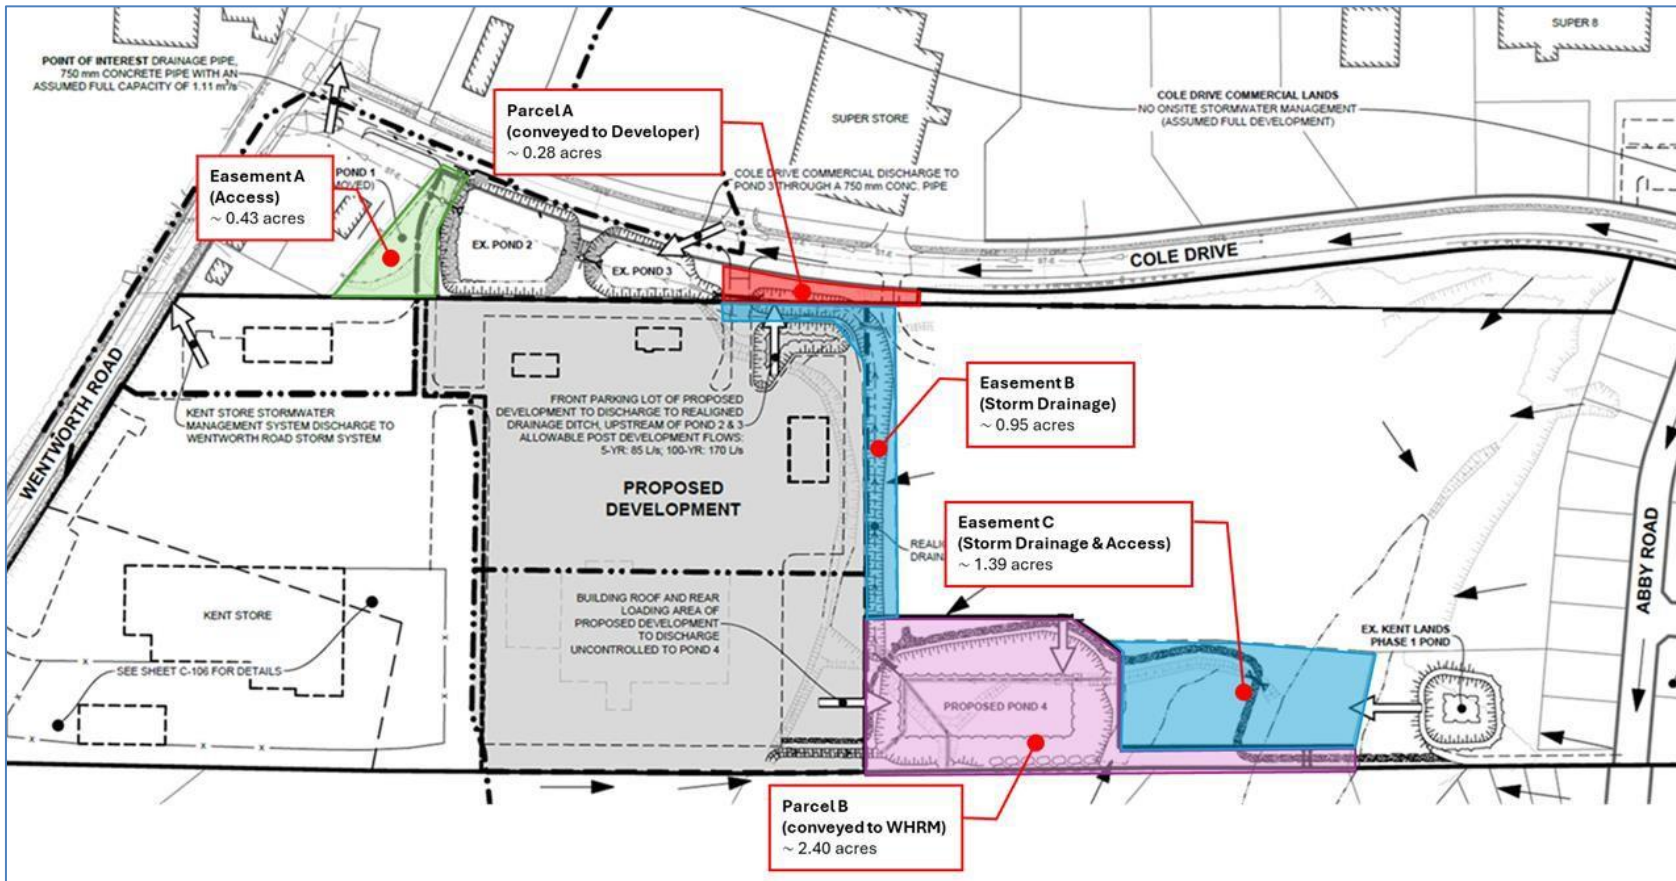 SUPER 8
POINT OF INTEREST DRAINAGE PIPE,
750 mm CONCRETE PIPE WITH AN
ASSUMED FULL CAPACITY OF 1.11 m³/s
COLE DRIVE COMMERCIAL LANDS
NO ONSITE STORMWATER MANAGEMENT
(ASSUMED FULL DEVELOPMENT)
Parcel A
(conveyed to Developer)
~ 0.28 acres
SUPER STORE
Easement A
(Access)
~ 0.43 acres
POND 1
MOVED)
COLE DRIVE COMMERCIAL DISCHARGE TO
POND 3 THROUGH A 750 mm CONC. PIPE
EX. POND 2
EX. POND 3
COLE DRIVE
WENTWORTH ROAD
KENT STORE STORMWATER
MANAGEMENT SYSTEM DISCHARGE TO
WENTWORTH ROAD STORM SYSTEM
FRONT PARKING LOT OF PROPOSED
DEVELOPMENT TO DISCHARGE TO REALIGNED
DRAINAGE DITCH, UPSTREAM OF POND 2 & 3
ALLOWABLE POST DEVELOPMENT FLOWS:
5-YR: 85 L/s; 100-YR: 170 L/s
Easement B
(Storm Drainage)
~ 0.95 acres
PROPOSED
DEVELOPMENT
Easement C
(Storm Drainage & Access)
~ 1.39 acres
REALI
DRAIN
ABBY ROAD
KENT STORE
BUILDING ROOF AND REAR
LOADING AREA OF
PROPOSED DEVELOPMENT
TO DISCHARGE
UNCONTROLLED TO POND 4
EX. KENT LANDS
PHASE 1 POND
SEE SHEET C-106 FOR DETAILS
PROPOSED POND 4
Parcel B
(conveyed to WHRM)
~ 2.40 acres